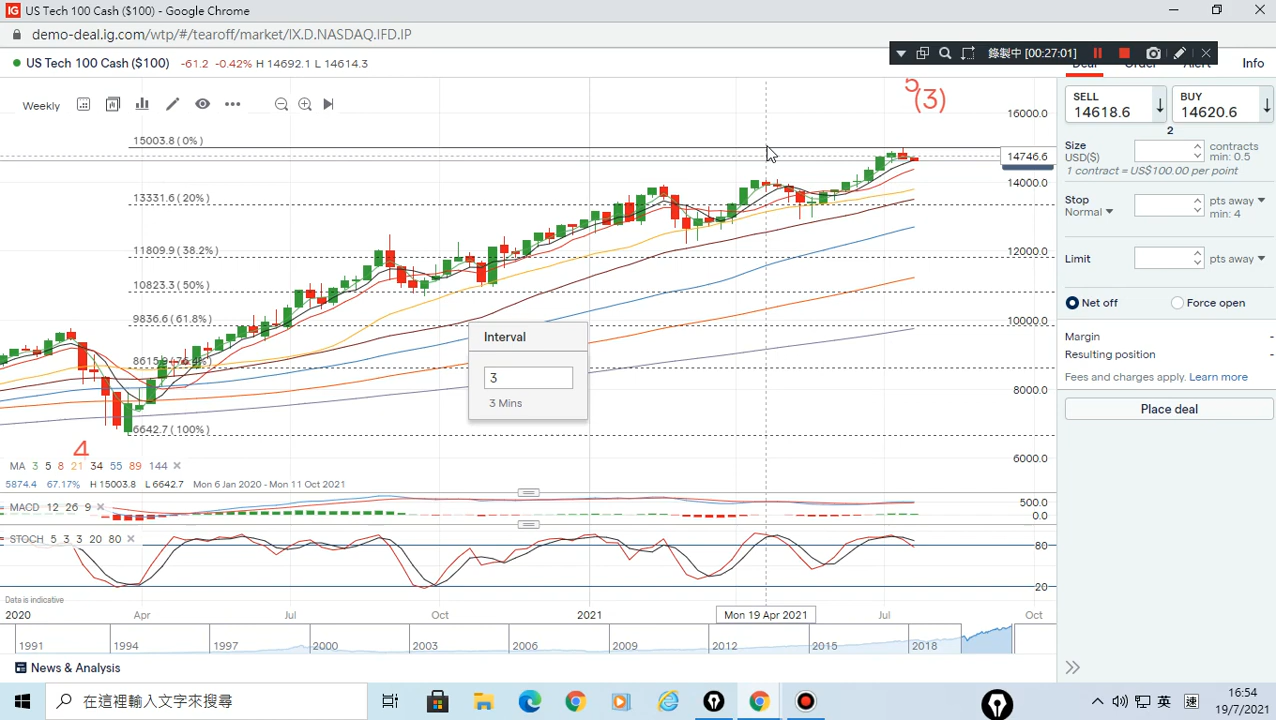 IG US Tech 100 Cash ($100) - Google Chrome
demo-deal.ig.com/wtp/#/tearoff/market/IX.D.NASDAQ.IFD.IP
錄製中 [00:27:01]
US Tech 100 Cash ($100) -61.2 -0.42% H 14692.1 L 14614.3
Deal Order Alert Info
Weekly
5 (3)
SELL 14618.6
BUY 14620.6
2
Size USD($) contracts min: 0.5
1 contract = US$100.00 per point
Stop Normal pts away min: 4
Limit pts away
Net off Force open
Margin -
Resulting position -
Fees and charges apply. Learn more
Place deal
16000.0
14746.6
14000.0
12000.0
10000.0
8000.0
6000.0
15003.8 (0%)
13331.6 (20%)
11809.9 (38.2%)
10823.3 (50%)
9836.6 (61.8%)
6642.7 (100%)
Interval
3
3 Mins
4
MA 3 5 8 21 34 55 89 144
5874.4 67.17% H 15003.8 L 6642.7 Mon 6 Jan 2020 - Mon 11 Oct 2021
MACD 12 26 9
500.0
0.0
STOCH 5 3 3 20 80
80
20
Data is indicative
2020 Apr Jul Oct 2021 Mon 19 Apr 2021 Jul Oct
1991 1994 1997 2000 2003 2006 2009 2012 2015 2018
News & Analysis
在這裡輸入文字來搜尋
英
16:54
19/7/2021